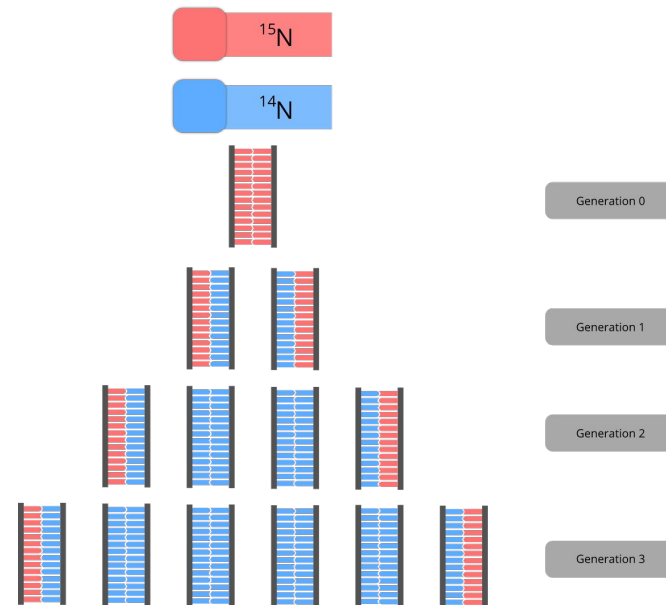 ¹⁵N
¹⁴N
Generation 0
Generation 1
Generation 2
Generation 3